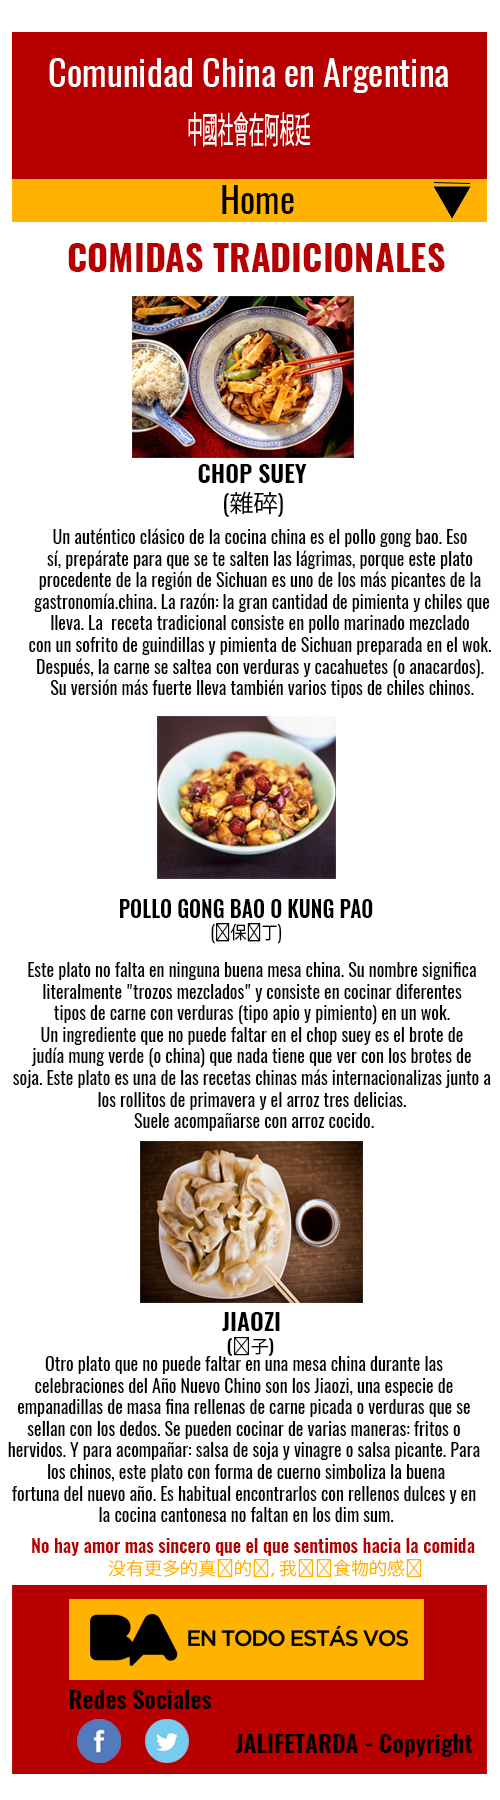 Comunidad China en Argentina
中國社會在阿根廷
Home
COMIDAS TRADICIONALES
CHOP SUEY
(雜碎)
Un auténtico clásico de la cocina china es el pollo gong bao. Eso
sí, prepárate para que se te salten las lágrimas, porque este plato
procedente de la región de Sichuan es uno de los más picantes de la
gastronomía.china. La razón: la gran cantidad de pimienta y chiles que
lleva. La receta tradicional consiste en pollo marinado mezclado
con un sofrito de guindillas y pimienta de Sichuan preparada en el wok.
Después, la carne se saltea con verduras y cacahuetes (o anacardos).
Su versión más fuerte lleva también varios tipos de chiles chinos.
POLLO GONG BAO O KUNG PAO
(保丁)
Este plato no falta en ninguna buena mesa china. Su nombre significa
literalmente "trozos mezclados" y consiste en cocinar diferentes
tipos de carne con verduras (tipo apio y pimiento) en un wok.
Un ingrediente que no puede faltar en el chop suey es el brote de
judía mung verde (o china) que nada tiene que ver con los brotes de
soja. Este plato es una de las recetas chinas más internacionalizas junto a
los rollitos de primavera y el arroz tres delicias.
Suele acompañarse con arroz cocido.
JIAOZI
(子)
Otro plato que no puede faltar en una mesa china durante las
celebraciones del Año Nuevo Chino son los Jiaozi, una especie de
empanadillas de masa fina rellenas de carne picada o verduras que se
sellan con los dedos. Se pueden cocinar de varias maneras: fritos o
hervidos. Y para acompañar: salsa de soja y vinagre o salsa picante. Para
los chinos, este plato con forma de cuerno simboliza la buena
fortuna del nuevo año. Es habitual encontrarlos con rellenos dulces y en
la cocina cantonesa no faltan en los dim sum.
No hay amor mas sincero que el que sentimos hacia la comida
没有更多的真的, 我食物的感
BA EN TODO ESTÁS VOS
Redes Sociales
f
JALIFETARDA - Copyright